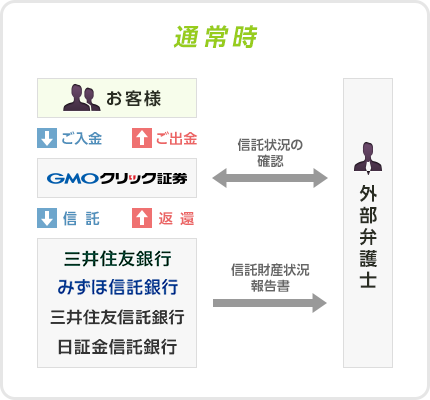 通常時
お客様
ご入金
ご出金
信託状況の
確認
GMOクリック証券
信託
返還
三井住友銀行
みずほ信託銀行
三井住友信託銀行
日証金信託銀行
信託財産状況
報告書
外部弁護士